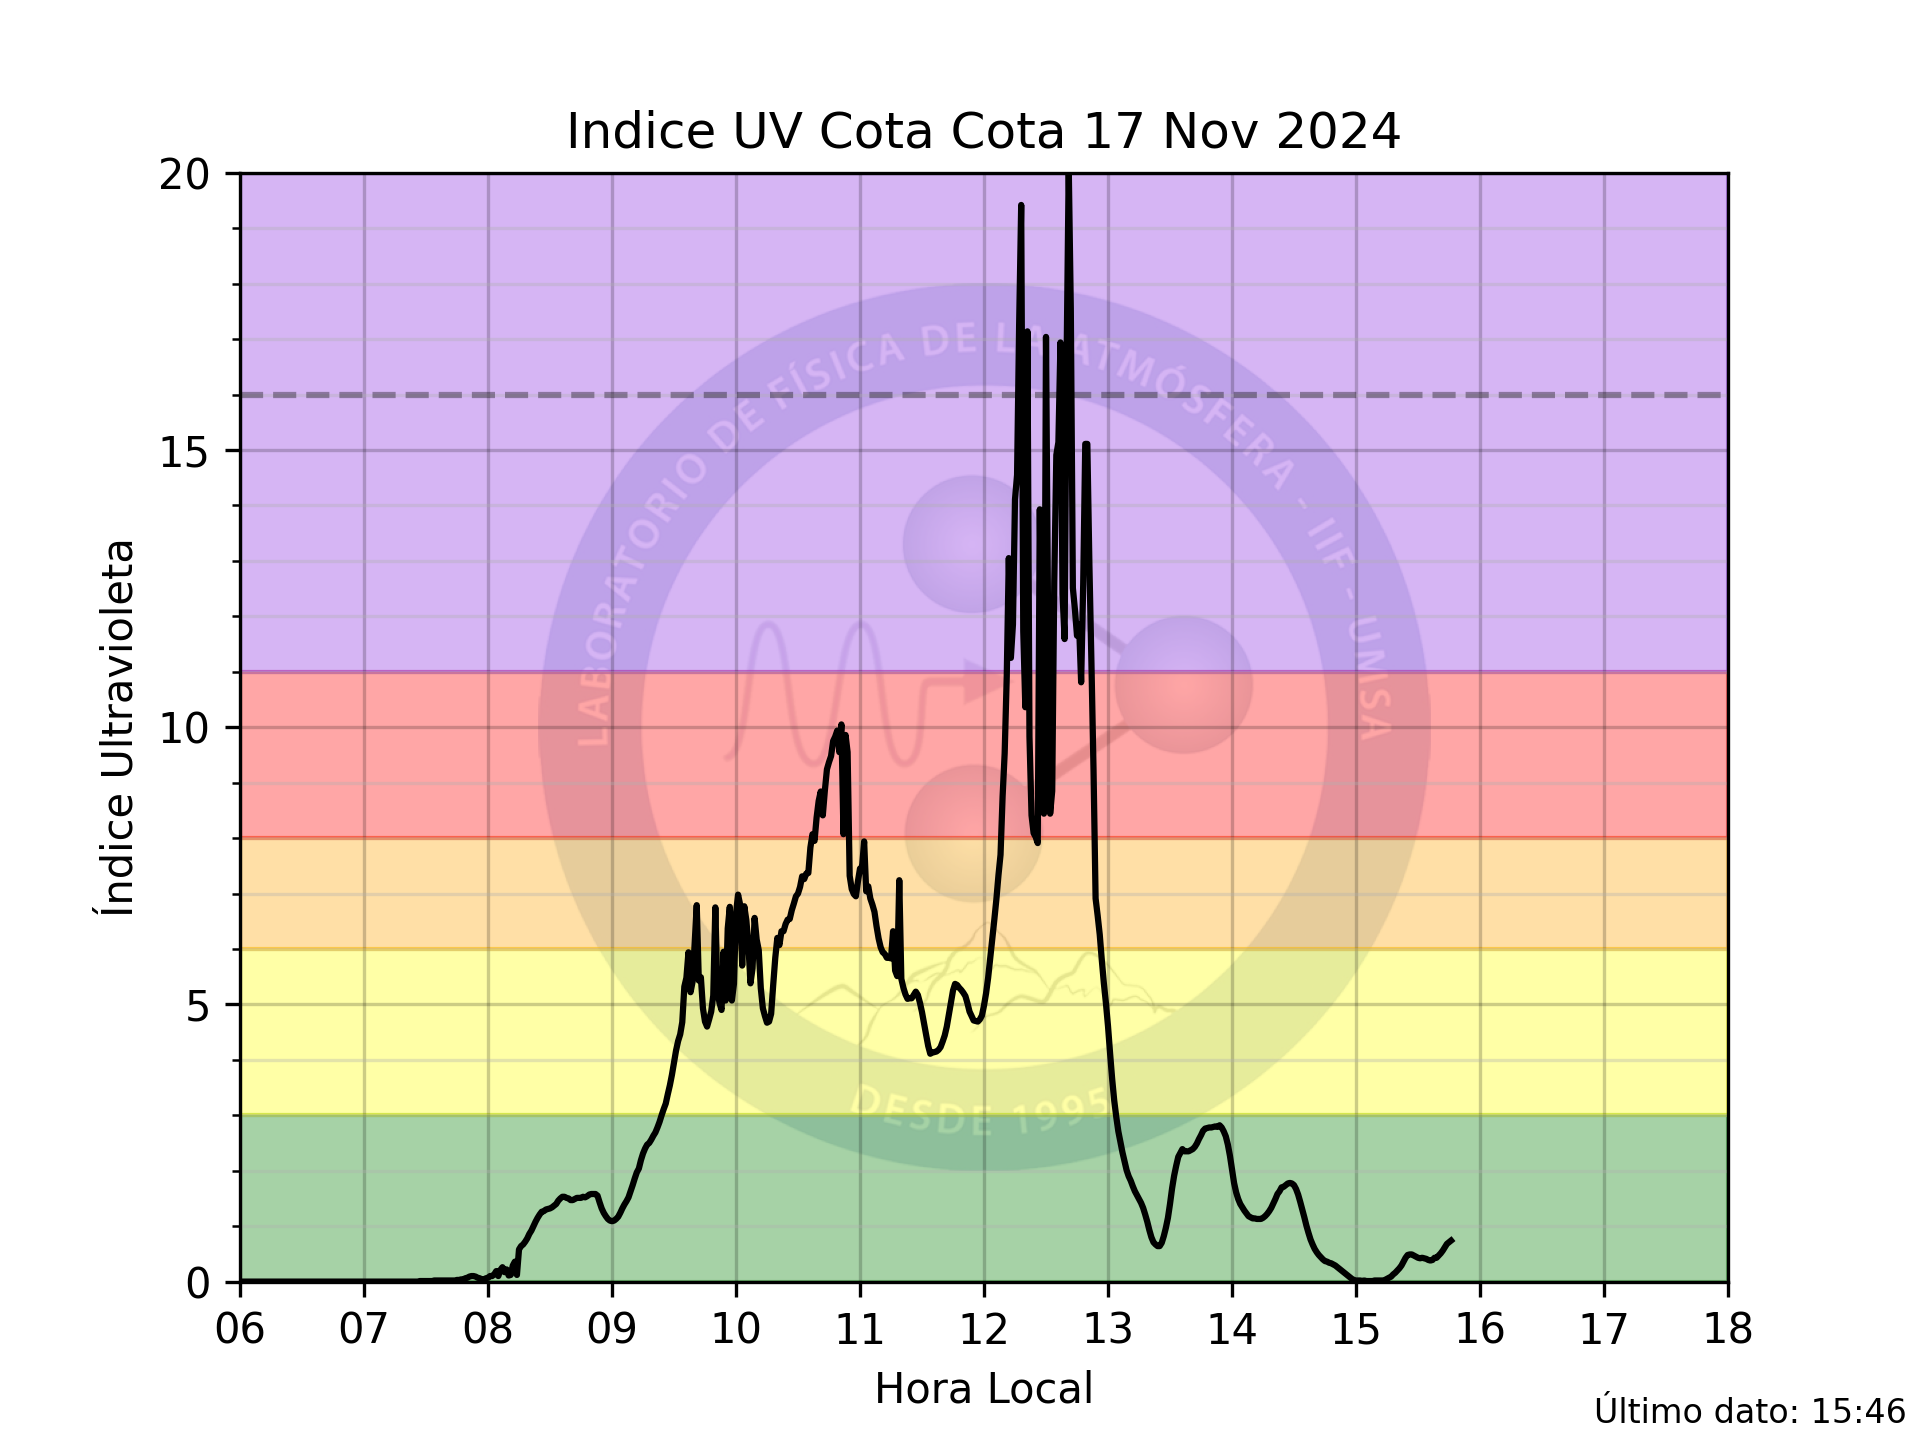 Indice UV Cota Cota 17 Nov 2024
20
15
10
5
0
Índice Ultravioleta
LABORATORIO DE FÍSICA DE LA ATMÓSFERA - IIF - UMSA
DESDE 1995
06 07 08 09 10 11 12 13 14 15 16 17 18
Hora Local
Último dato: 15:46